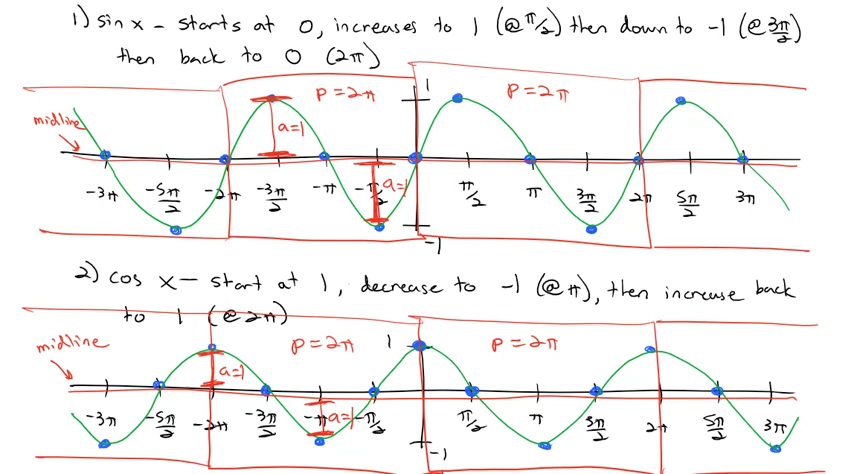 1) sin x – starts at 0, increases to 1 (@ π/2) then down to -1 (@ 3π/2)
then back to 0 (2π)
p = 2π p = 2π
1
midline
a=1
a=1
-3π -5π/2 -2π -3π/2 -π -π/2 π/2 π 3π/2 2π 5π/2 3π
-1
2) cos x – start at 1, decrease to -1 (@ π), then increase back
to 1 (@ 2π)
p = 2π 1 p = 2π
midline
a=1
a=1
-3π -5π/2 -2π -3π/2 -π -π/2 π/2 π 3π/2 2π 5π/2 3π
-1